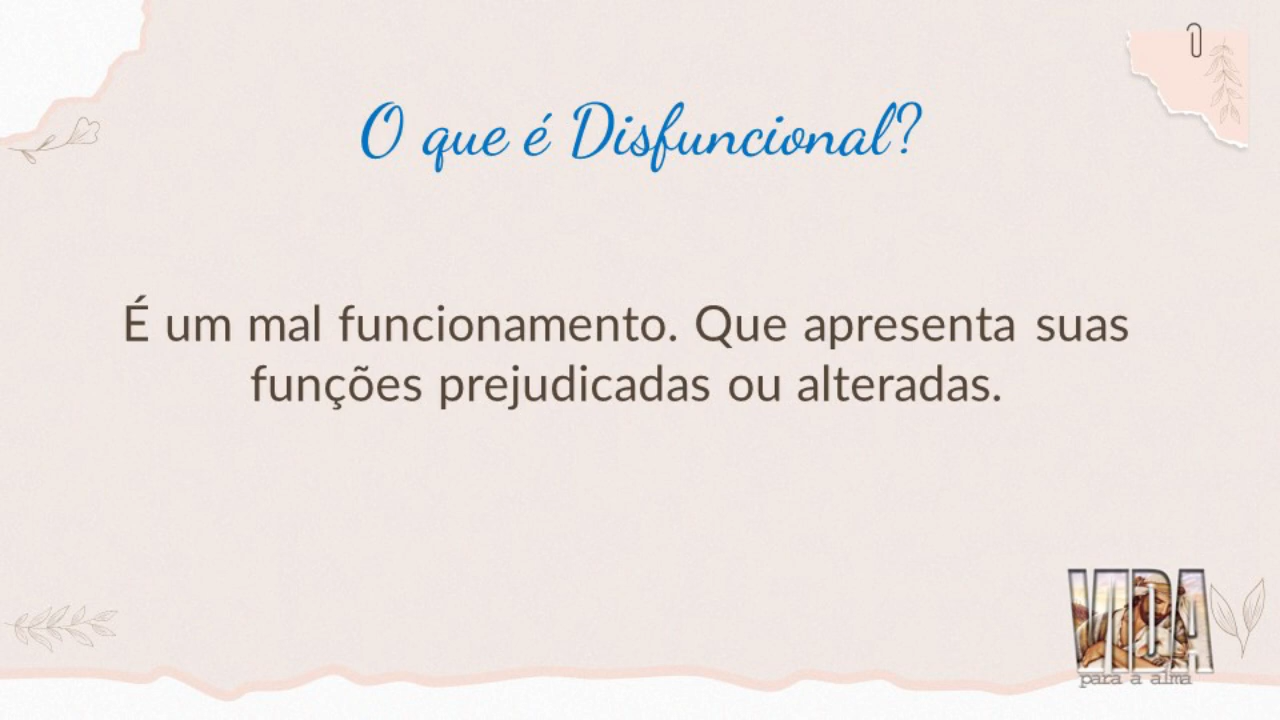 O que é Disfuncional?
É um mal funcionamento. Que apresenta suas
funções prejudicadas ou alteradas.
VIDA
para a alma